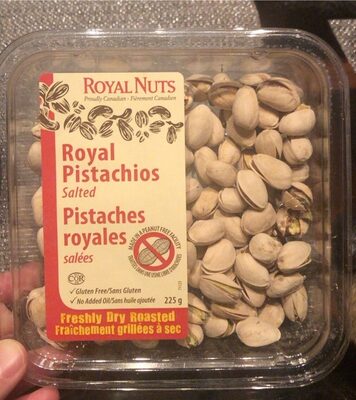 ROYAL NUTS
Proudly Canadian - Fièrement Canadien
Royal
Pistachios
Salted
Pistaches
royales
salées
MADE IN A PEANUT FREE FACILITY
COR
✓Gluten Free/Sans Gluten
✓No Added Oil/Sans huile ajoutée
225 g
Freshly Dry Roasted
Fraîchement grillées à sec